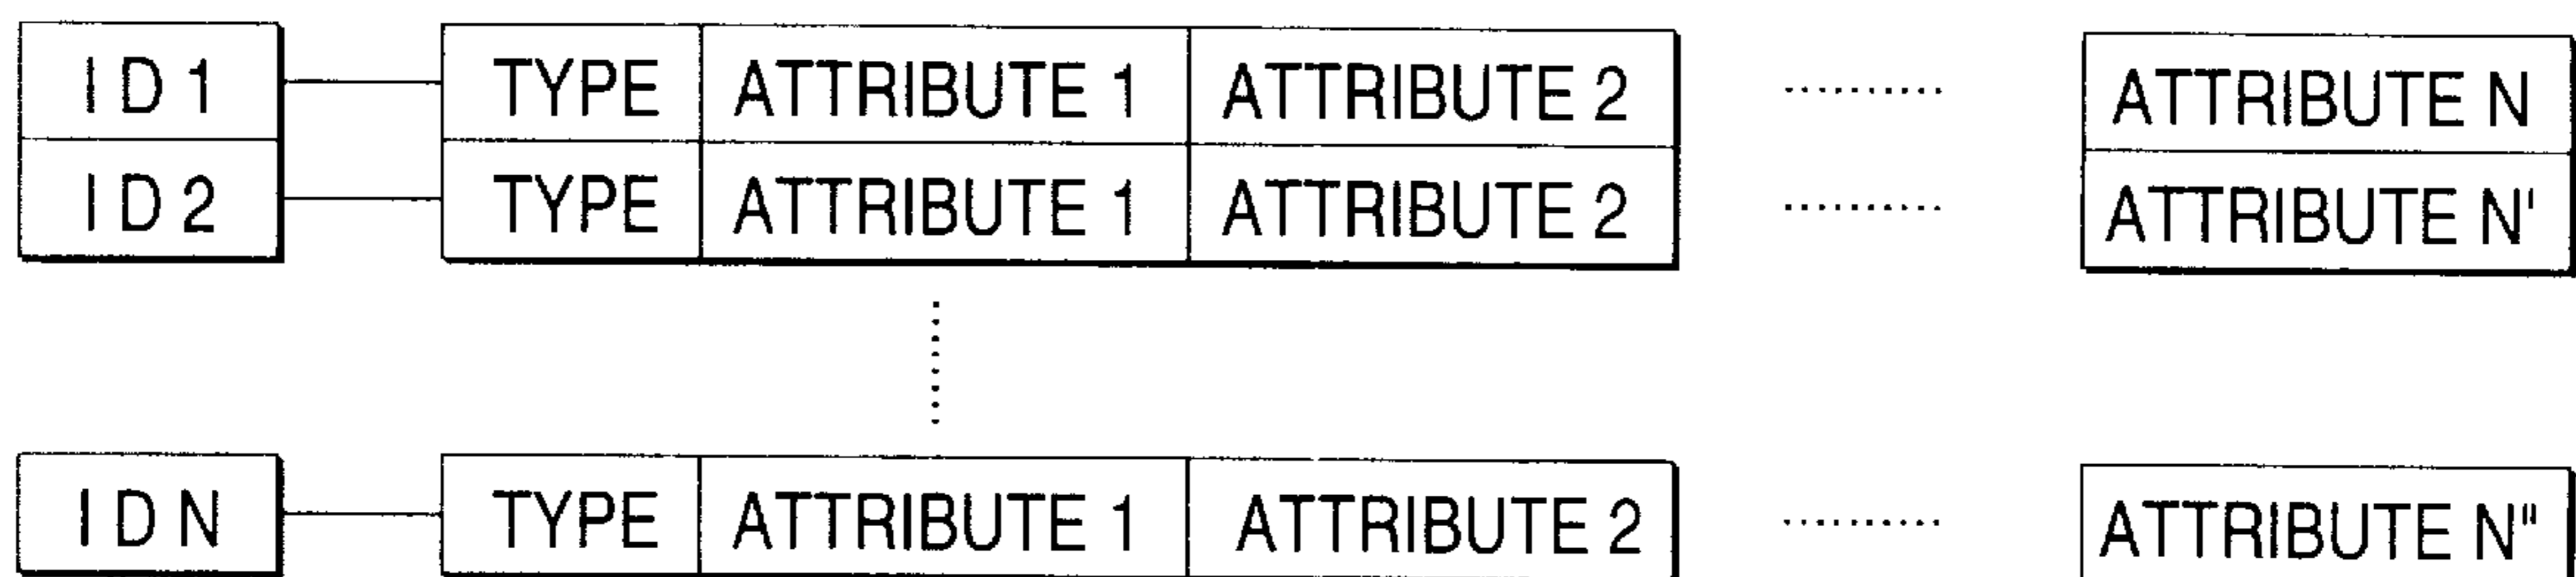 ID1 TYPE ATTRIBUTE 1 ATTRIBUTE 2 ......... ATTRIBUTE N
ID2 TYPE ATTRIBUTE 1 ATTRIBUTE 2 ......... ATTRIBUTE N'
IDN TYPE ATTRIBUTE 1 ATTRIBUTE 2 ......... ATTRIBUTE N"